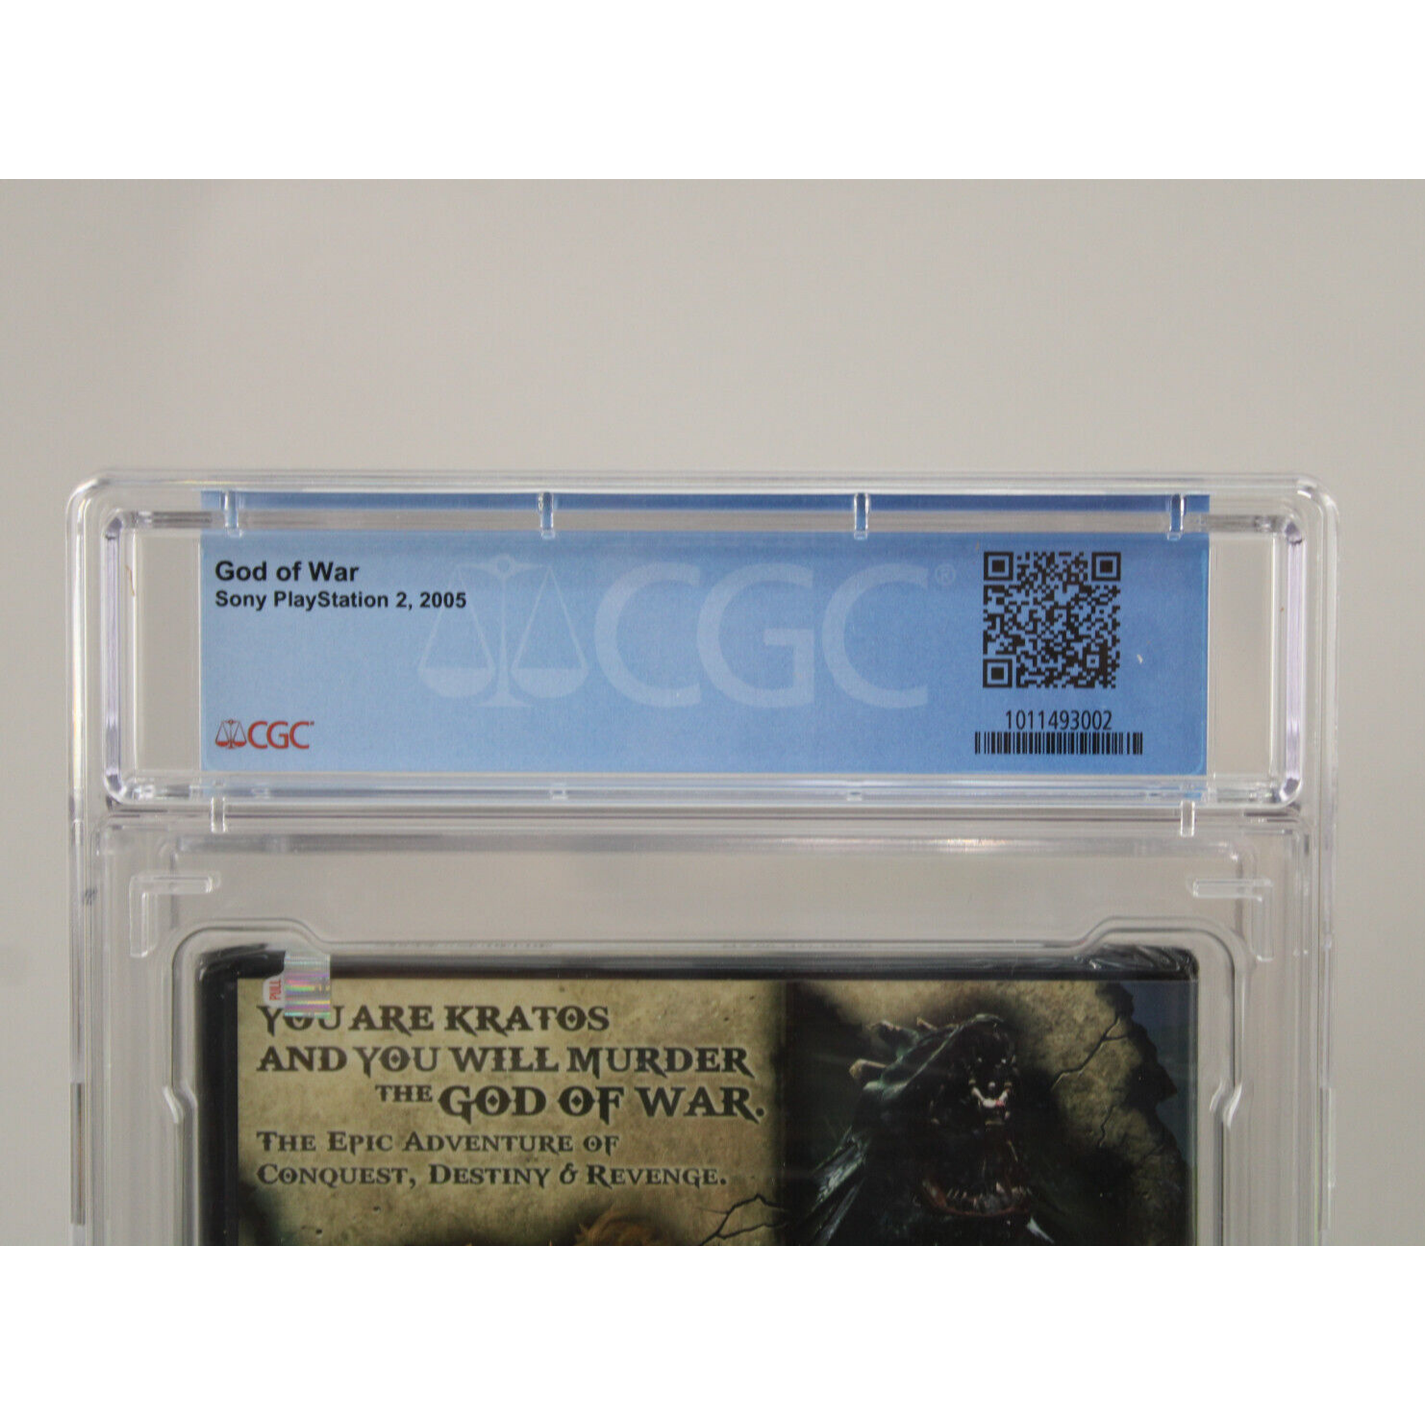 God of War
Sony PlayStation 2, 2005
CGC®
CGC
1011493002
PULL
YOU ARE KRATOS
AND YOU WILL MURDER
THE GOD OF WAR.
THE EPIC ADVENTURE OF
CONQUEST, DESTINY & REVENGE.